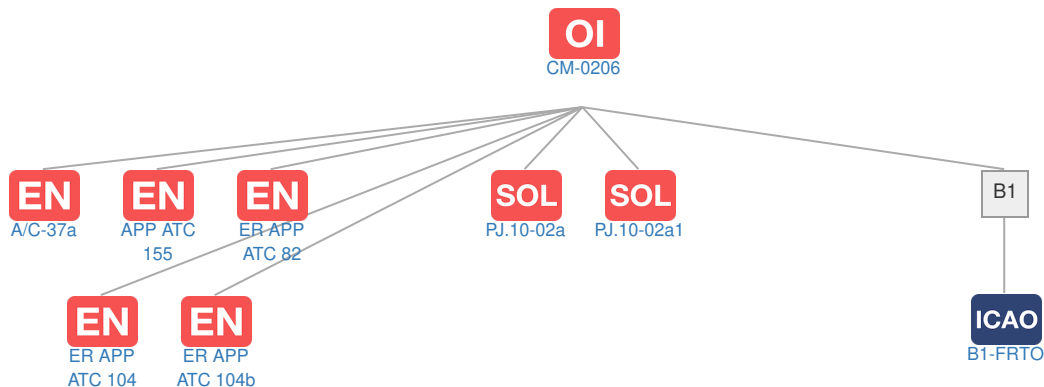 OI
CM-0206
EN
A/C-37a
EN
APP ATC
155
EN
ER APP
ATC 82
SOL
PJ.10-02a
SOL
PJ.10-02a1
B1
EN
ER APP
ATC 104
EN
ER APP
ATC 104b
ICAO
B1-FRTO